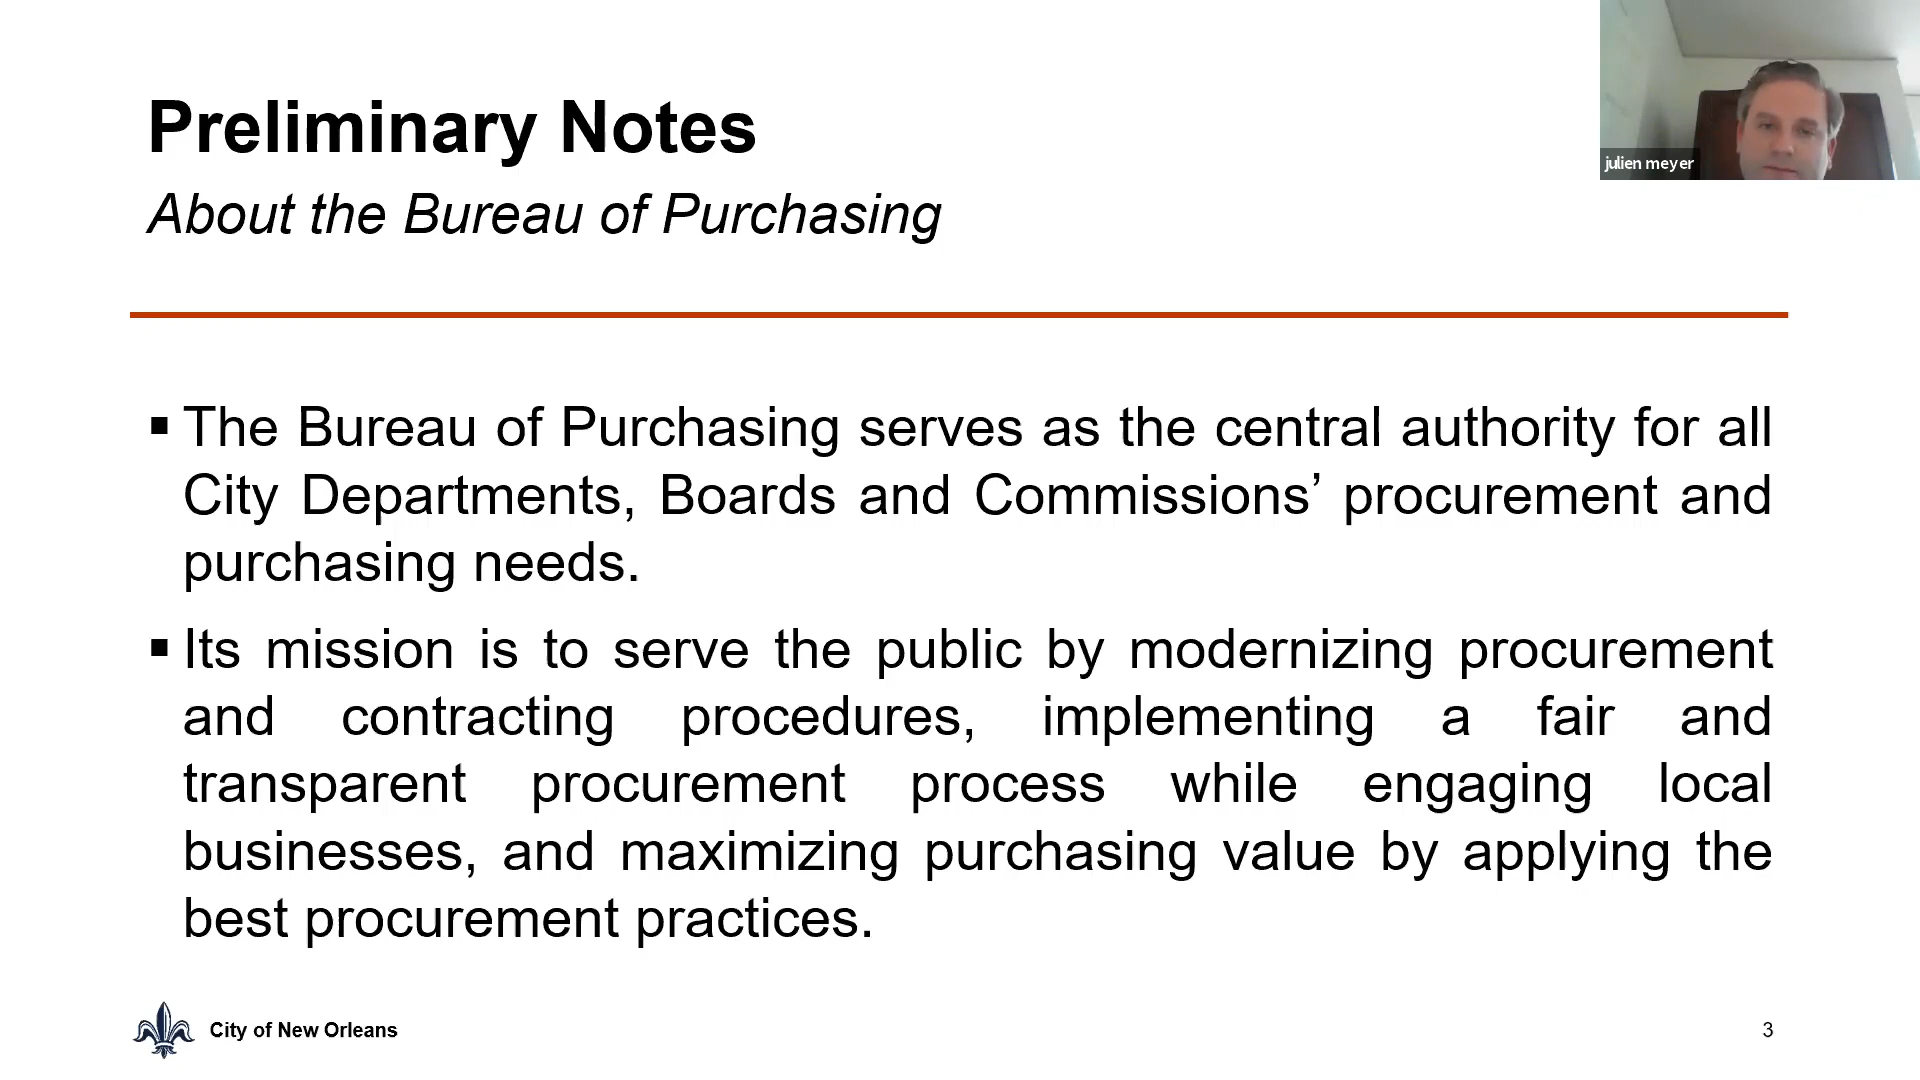 Preliminary Notes
About the Bureau of Purchasing
julien meyer
▪ The Bureau of Purchasing serves as the central authority for all
City Departments, Boards and Commissions’ procurement and
purchasing needs.
▪ Its mission is to serve the public by modernizing procurement
and contracting procedures, implementing a fair and
transparent procurement process while engaging local
businesses, and maximizing purchasing value by applying the
best procurement practices.
City of New Orleans
3